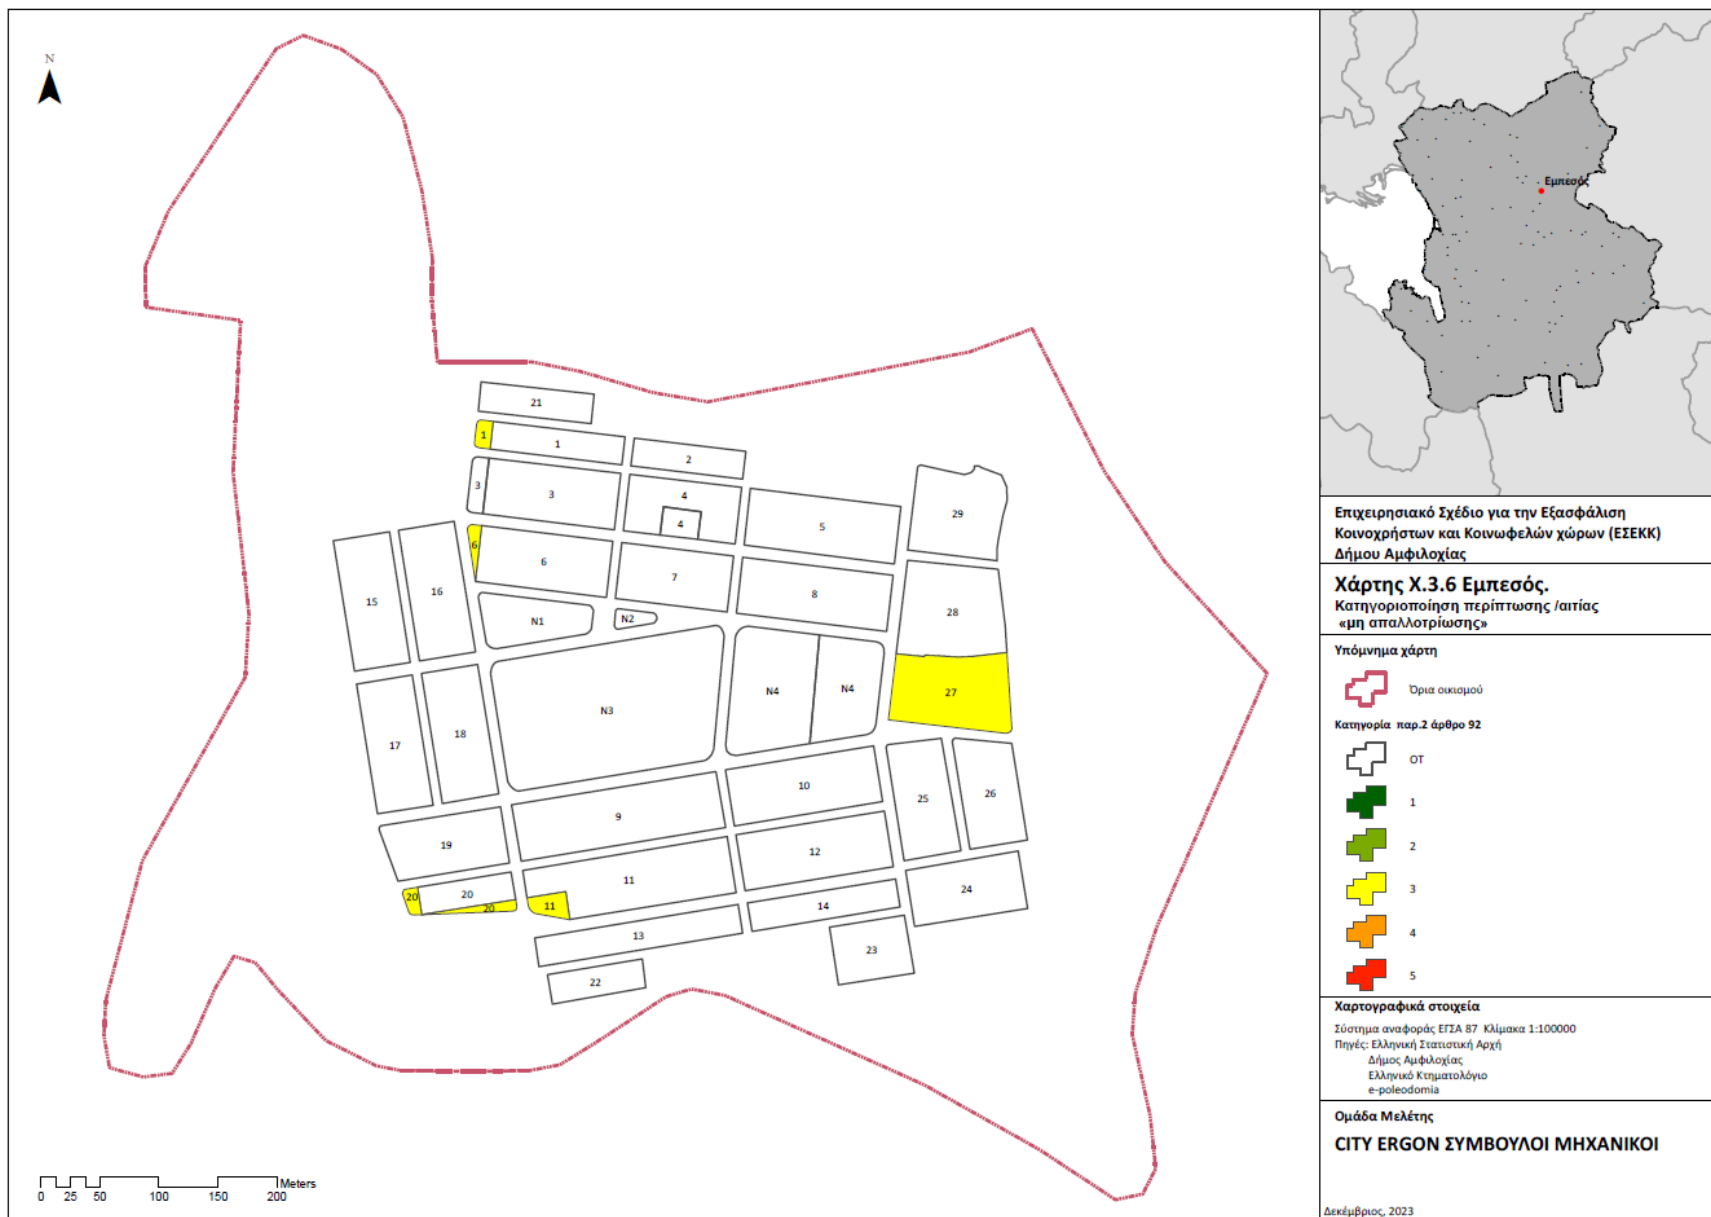 N
21
1
1
2
3
3
4
4
5
29
6
6
7
8
15
16
28
N1
N2
N3
N4
N4
27
17
18
10
25
26
9
19
12
11
24
20
20
20
11
14
13
23
22
Meters
0 25 50 100 150 200
Εμπεσός
Επιχειρησιακό Σχέδιο για την Εξασφάλιση
Κοινοχρήστων και Κοινωφελών χώρων (ΕΣΕΚΚ)
Δήμου Αμφιλοχίας
Χάρτης Χ.3.6 Εμπεσός.
Κατηγοριοποίηση περίπτωσης /αιτίας
«μη απαλλοτρίωσης»
Υπόμνημα χάρτη
Όρια οικισμού
Κατηγορία παρ.2 άρθρο 92
ΟΤ
1
2
3
4
5
Χαρτογραφικά στοιχεία
Σύστημα αναφοράς ΕΓΣΑ 87 Κλίμακα 1:100000
Πηγές: Ελληνική Στατιστική Αρχή
Δήμος Αμφιλοχίας
Ελληνικό Κτηματολόγιο
e-poleodomia
Ομάδα Μελέτης
CITY ERGON ΣΥΜΒΟΥΛΟΙ ΜΗΧΑΝΙΚΟΙ
Δεκέμβριος, 2023